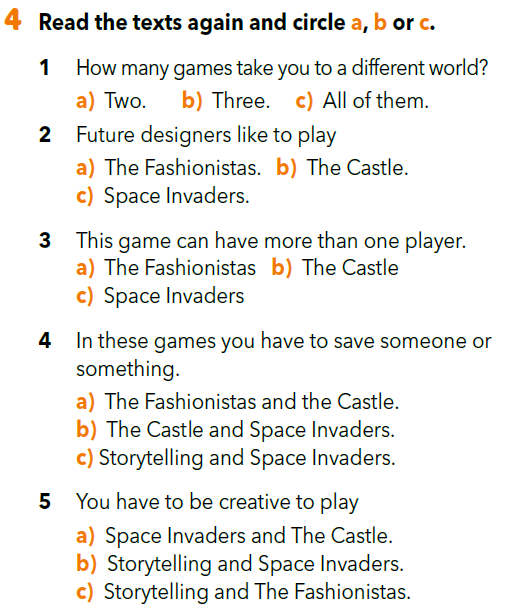 4 Read the texts again and circle a, b or c.
1 How many games take you to a different world?
a) Two. b) Three. c) All of them.
2 Future designers like to play
a) The Fashionistas. b) The Castle.
c) Space Invaders.
3 This game can have more than one player.
a) The Fashionistas b) The Castle
c) Space Invaders
4 In these games you have to save someone or
something.
a) The Fashionistas and the Castle.
b) The Castle and Space Invaders.
c) Storytelling and Space Invaders.
5 You have to be creative to play
a) Space Invaders and The Castle.
b) Storytelling and Space Invaders.
c) Storytelling and The Fashionistas.